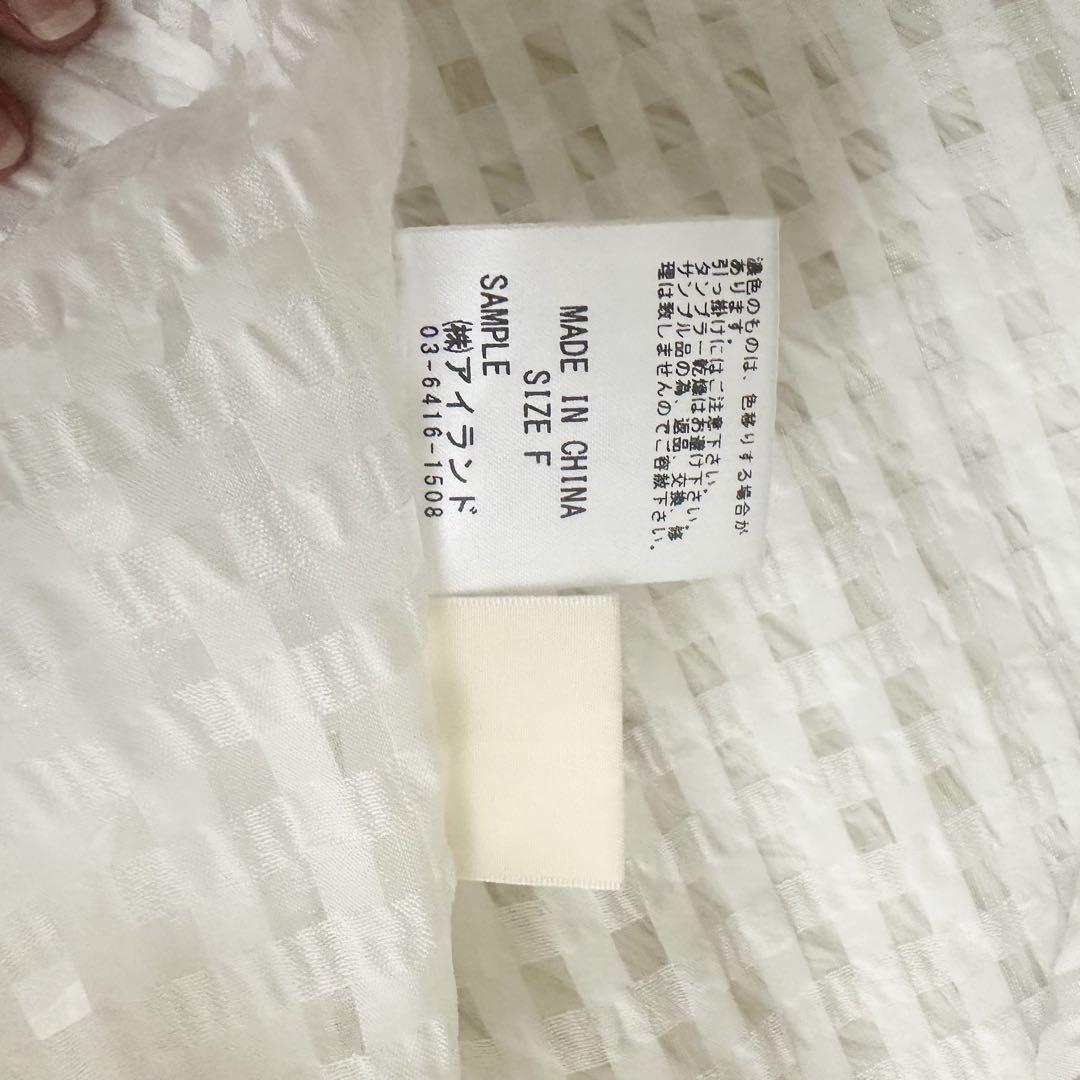 濃色のものは、色移りする場合が
あります。
引っ掛けにはご注意下さい。
タンブラー乾燥はお避け下さい。
サンプル品の為、返品、交換、修
理は致しませんのでご容赦下さい。
MADE IN CHINA
SIZE F
SAMPLE
(株)アイランド
03-6416-1508